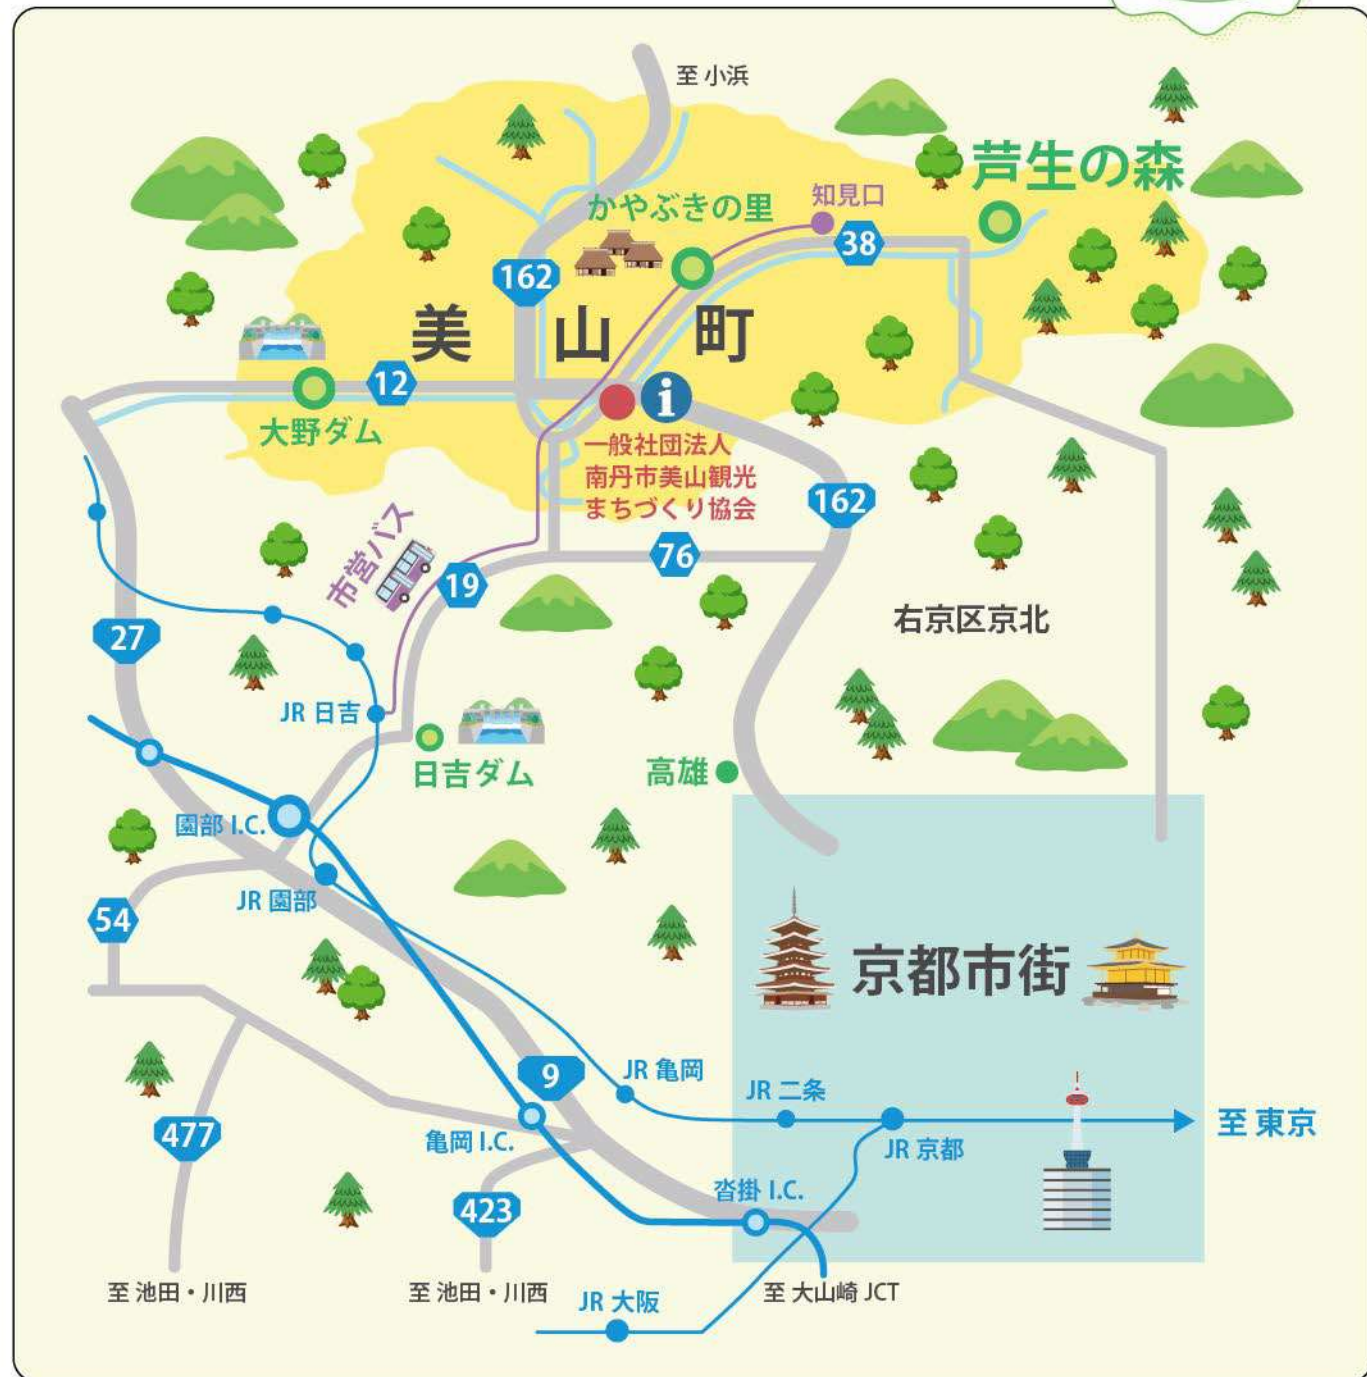 至 小浜
芦生の森
知見口
かやぶきの里
38
162
美山町
12
大野ダム
一般社団法人
南丹市美山観光
まちづくり協会
162
市営バス
76
19
右京区京北
27
JR 日吉
日吉ダム
高雄
園部 I.C.
JR 園部
54
京都市街
9
JR 亀岡
JR 二条
477
亀岡 I.C.
JR 京都
至 東京
沓掛 I.C.
423
至 池田・川西
至 池田・川西
JR 大阪
至 大山崎 JCT